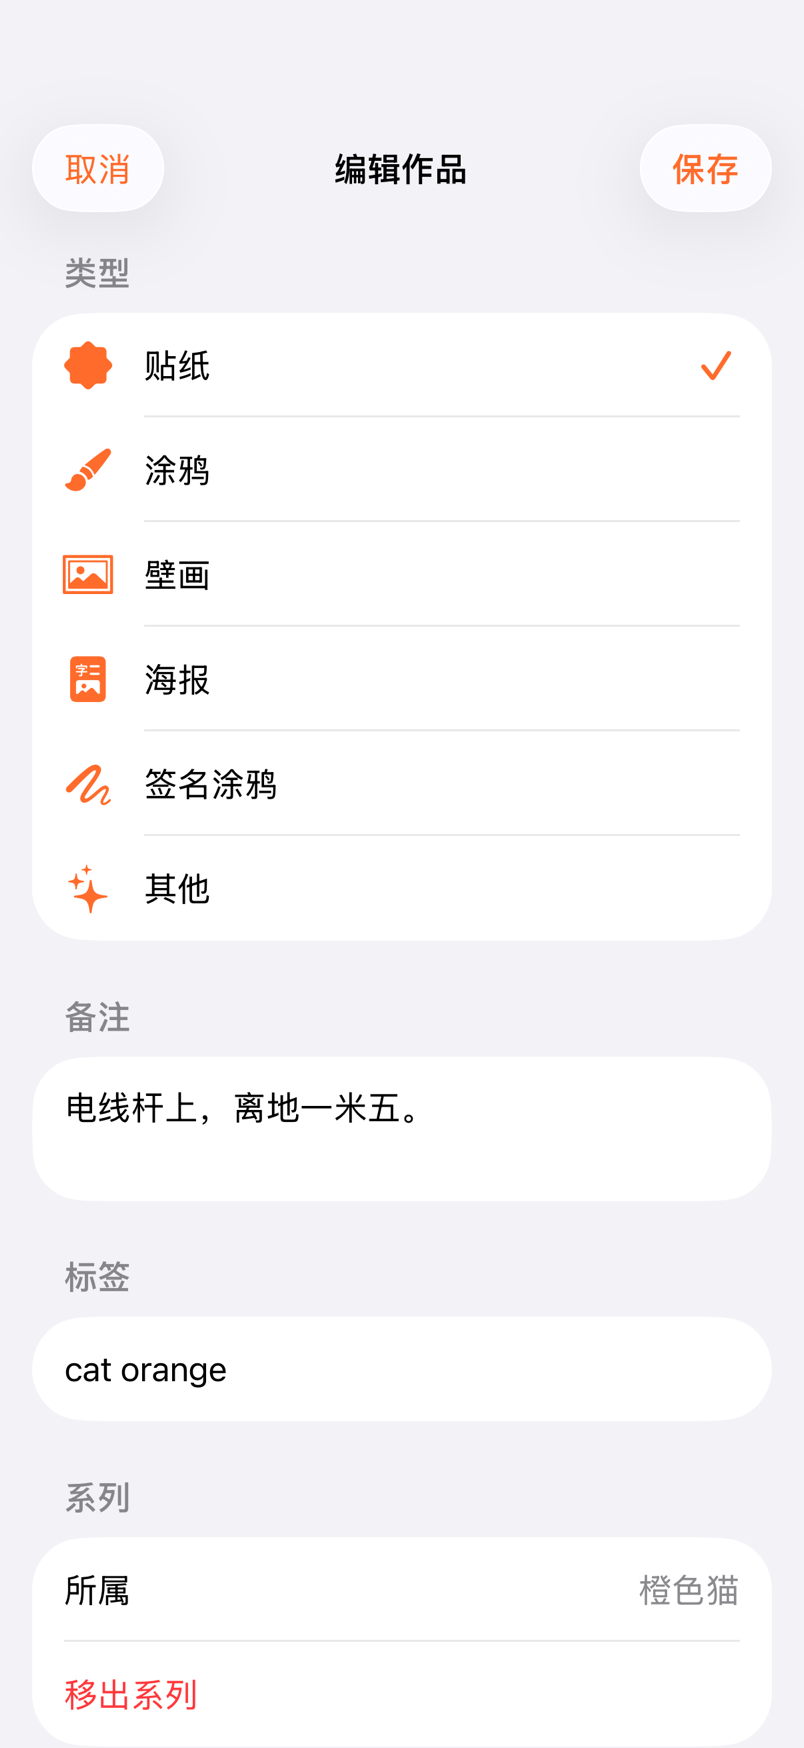 取消
编辑作品
保存
类型
贴纸
涂鸦
壁画
字
海报
签名涂鸦
其他
备注
电线杆上，离地一米五。
标签
cat orange
系列
所属
橙色猫
移出系列